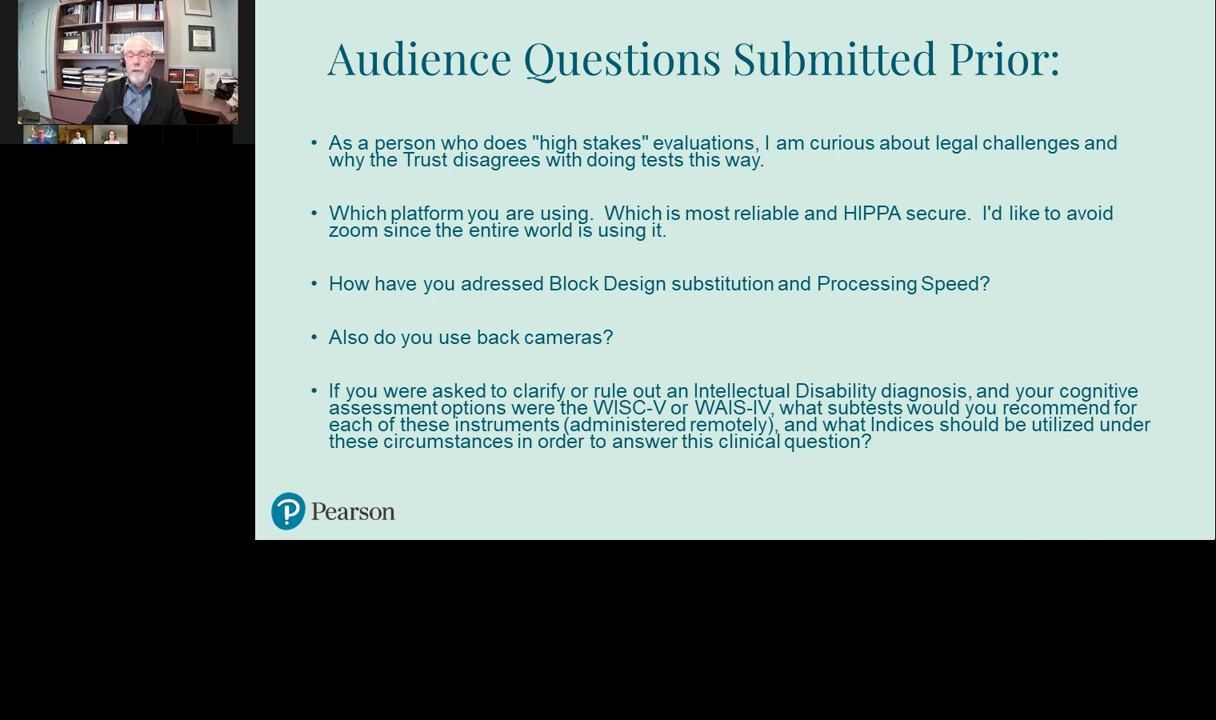 Audience Questions Submitted Prior:
• As a person who does "high stakes" evaluations, I am curious about legal challenges and
why the Trust disagrees with doing tests this way.
• Which platform you are using.  Which is most reliable and HIPPA secure.  I'd like to avoid
zoom since the entire world is using it.
• How have you adressed Block Design substitution and Processing Speed?
• Also do you use back cameras?
• If you were asked to clarify or rule out an Intellectual Disability diagnosis, and your cognitive
assessment options were the WISC-V or WAIS-IV, what subtests would you recommend for
each of these instruments (administered remotely), and what Indices should be utilized under
these circumstances in order to answer this clinical question?
Pearson